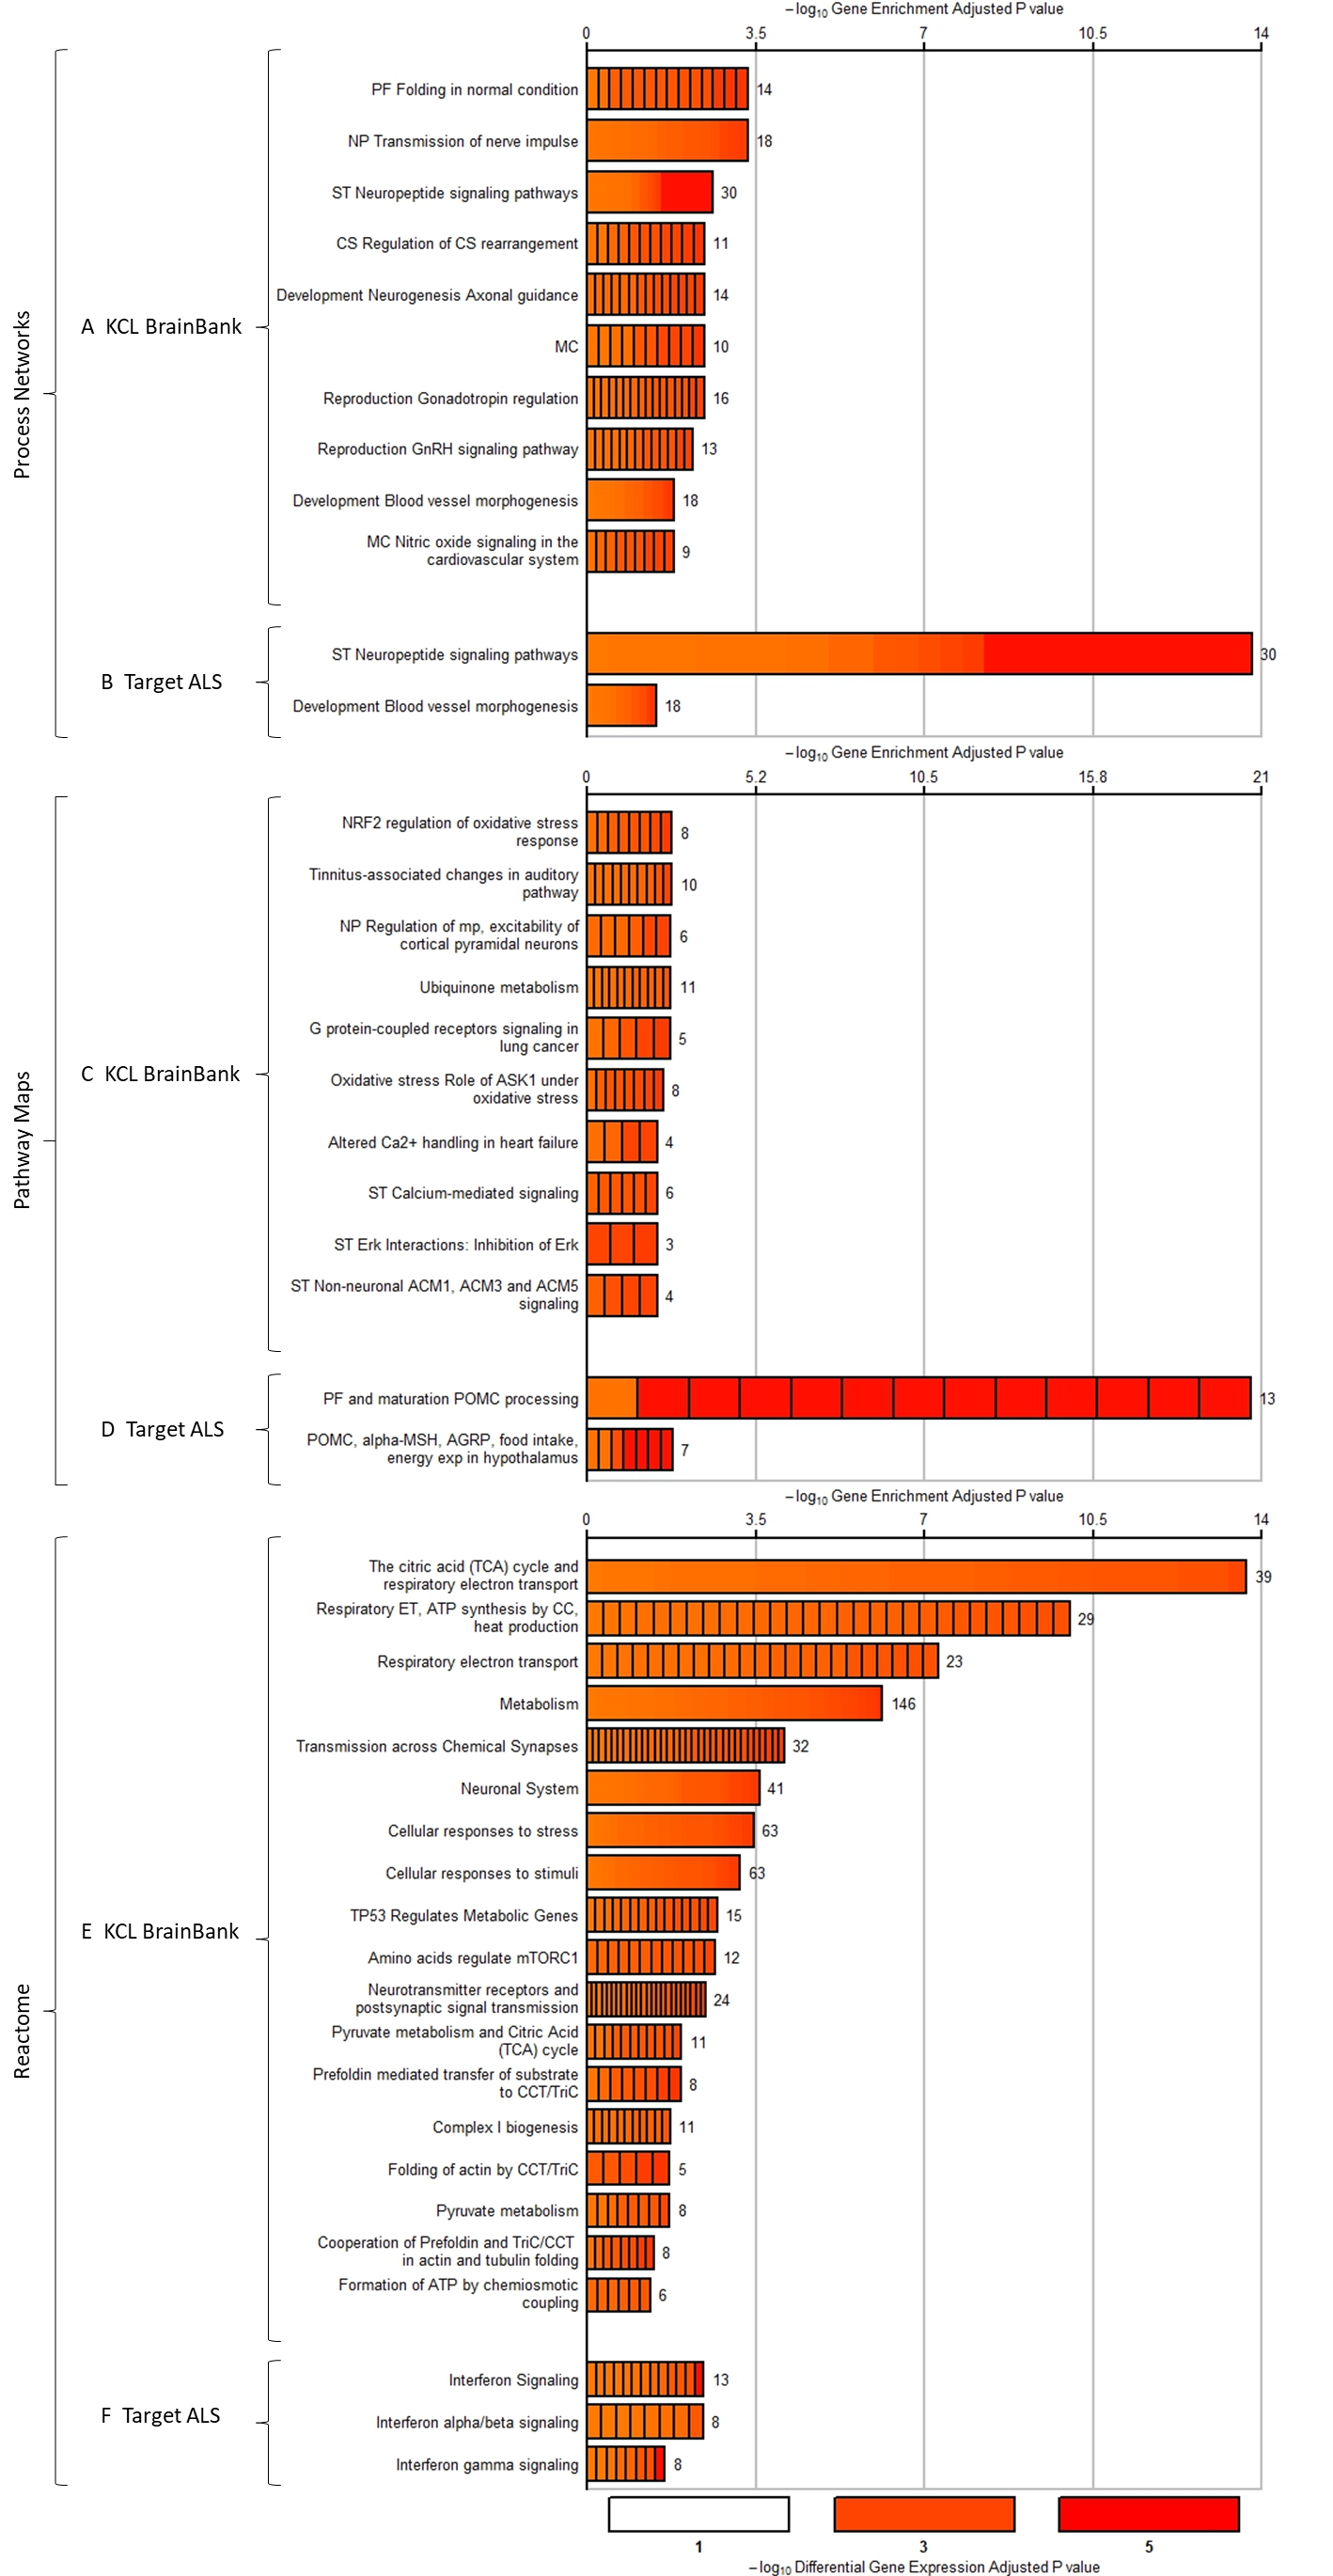 – log10 Gene Enrichment Adjusted P value
0 3.5 7 10.5 14
Process Networks
A KCL BrainBank
PF Folding in normal condition 14
NP Transmission of nerve impulse 18
ST Neuropeptide signaling pathways 30
CS Regulation of CS rearrangement 11
Development Neurogenesis Axonal guidance 14
MC 10
Reproduction Gonadotropin regulation 16
Reproduction GnRH signaling pathway 13
Development Blood vessel morphogenesis 18
MC Nitric oxide signaling in the
cardiovascular system 9
B Target ALS
ST Neuropeptide signaling pathways 30
Development Blood vessel morphogenesis 18
– log10 Gene Enrichment Adjusted P value
0 5.2 10.5 15.8 21
Pathway Maps
C KCL BrainBank
NRF2 regulation of oxidative stress
response 8
Tinnitus-associated changes in auditory
pathway 10
NP Regulation of mp, excitability of
cortical pyramidal neurons 6
Ubiquinone metabolism 11
G protein-coupled receptors signaling in
lung cancer 5
Oxidative stress Role of ASK1 under
oxidative stress 8
Altered Ca2+ handling in heart failure 4
ST Calcium-mediated signaling 6
ST Erk Interactions: Inhibition of Erk 3
ST Non-neuronal ACM1, ACM3 and ACM5
signaling 4
D Target ALS
PF and maturation POMC processing 13
POMC, alpha-MSH, AGRP, food intake,
energy exp in hypothalamus 7
– log10 Gene Enrichment Adjusted P value
0 3.5 7 10.5 14
Reactome
E KCL BrainBank
The citric acid (TCA) cycle and
respiratory electron transport 39
Respiratory ET, ATP synthesis by CC,
heat production 29
Respiratory electron transport 23
Metabolism 146
Transmission across Chemical Synapses 32
Neuronal System 41
Cellular responses to stress 63
Cellular responses to stimuli 63
TP53 Regulates Metabolic Genes 15
Amino acids regulate mTORC1 12
Neurotransmitter receptors and
postsynaptic signal transmission 24
Pyruvate metabolism and Citric Acid
(TCA) cycle 11
Prefoldin mediated transfer of substrate
to CCT/TriC 8
Complex I biogenesis 11
Folding of actin by CCT/TriC 5
Pyruvate metabolism 8
Cooperation of Prefoldin and TriC/CCT
in actin and tubulin folding 8
Formation of ATP by chemiosmotic
coupling 6
F Target ALS
Interferon Signaling 13
Interferon alpha/beta signaling 8
Interferon gamma signaling 8
1 3 5
– log10 Differential Gene Expression Adjusted P value